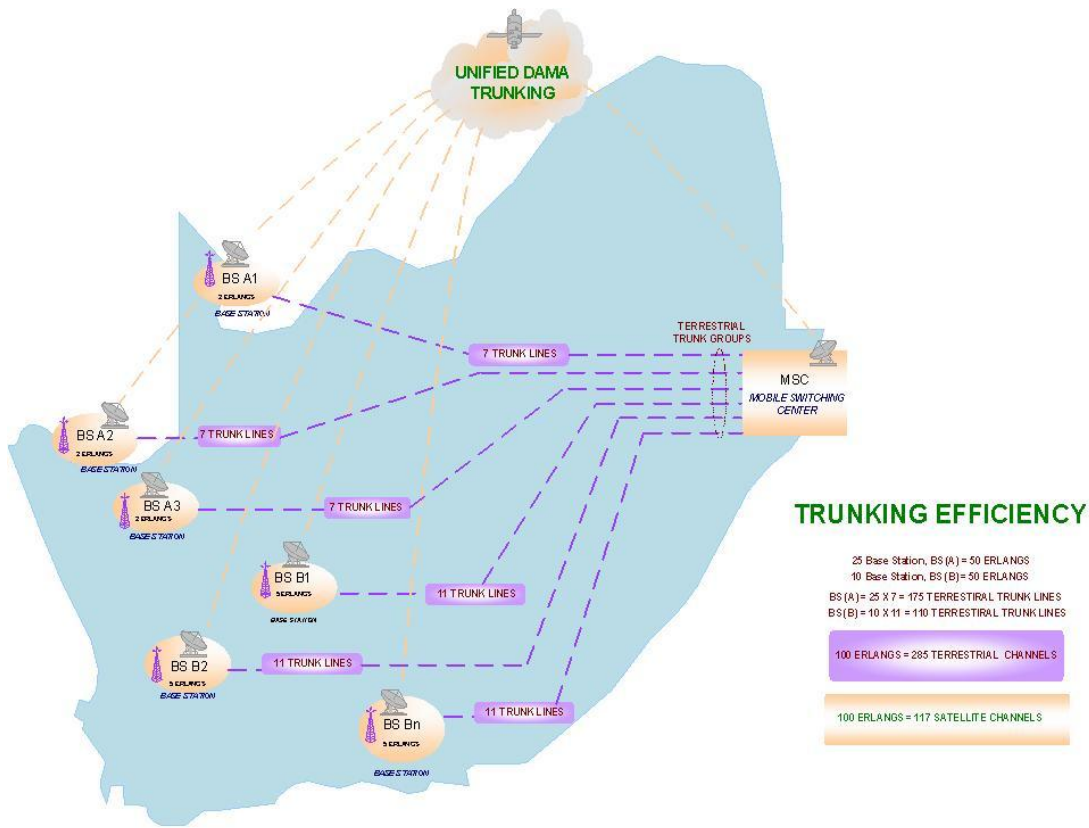 UNIFIED DAMA
TRUNKING
BS A1
2 ERLANGS
BASE STATION
TERRESTRIAL
TRUNK GROUPS
7 TRUNK LINES
MSC
MOBILE SWITCHING
CENTER
BS A2
2 ERLANGS
BASE STATION
7 TRUNK LINES
BS A3
2 ERLANGS
BASE STATION
7 TRUNK LINES
BS B1
5 ERLANGS
BASE STATION
11 TRUNK LINES
BS B2
5 ERLANGS
BASE STATION
11 TRUNK LINES
BS Bn
5 ERLANGS
BASE STATION
11 TRUNK LINES
TRUNKING EFFICIENCY
25 Base Station, BS(A)= 50 ERLANGS
10 Base Station, BS(B)= 50 ERLANGS
BS(A)= 25 X 7 = 175 TERRESTIRAL TRUNK LINES
BS(B)= 10 X 11 = 110 TERRESTIRAL TRUNK LINES
100 ERLANGS = 285 TERRESTRIAL CHANNELS
100 ERLANGS = 117 SATELLITE CHANNELS